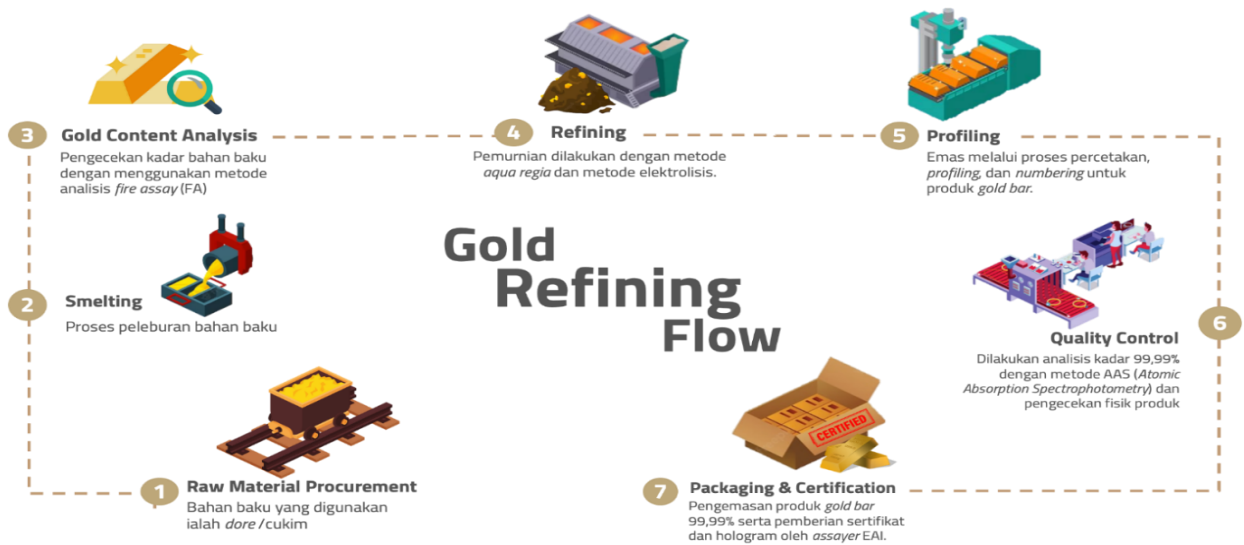 Gold
Refining
Flow
1
Raw Material Procurement
Bahan baku yang digunakan
ialah dore/cukim
2
Smelting
Proses peleburan bahan baku
3
Gold Content Analysis
Pengecekan kadar bahan baku
dengan menggunakan metode
analisis fire assay (FA)
4
Refining
Pemurnian dilakukan dengan metode
aqua regia dan metode elektrolisis.
5
Profiling
Emas melalui proses percetakan,
profiling, dan numbering untuk
produk gold bar.
6
Quality Control
Dilakukan analisis kadar 99,99%
dengan metode AAS (Atomic
Absorption Spectrophotometry) dan
pengecekan fisik produk
CERTIFIED
7
Packaging & Certification
Pengemasan produk gold bar
99,99% serta pemberian sertifikat
dan hologram oleh assayer EAI.